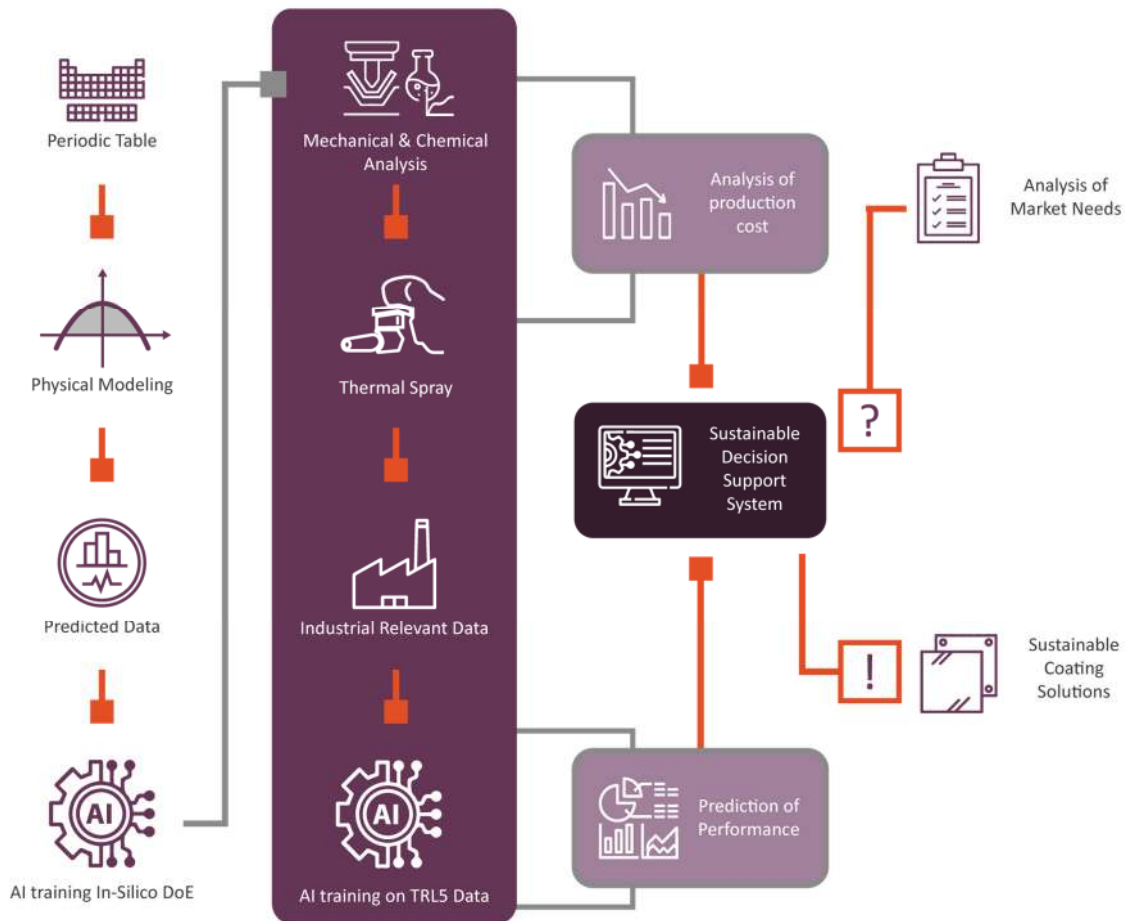 Periodic Table
Physical Modeling
Predicted Data
AI
AI training In-Silico DoE
Mechanical & Chemical
Analysis
Thermal Spray
Industrial Relevant Data
AI
AI training on TRL5 Data
Analysis of
production
cost
Sustainable
Decision
Support
System
Prediction of
Performance
Analysis of
Market Needs
?
!
Sustainable
Coating
Solutions